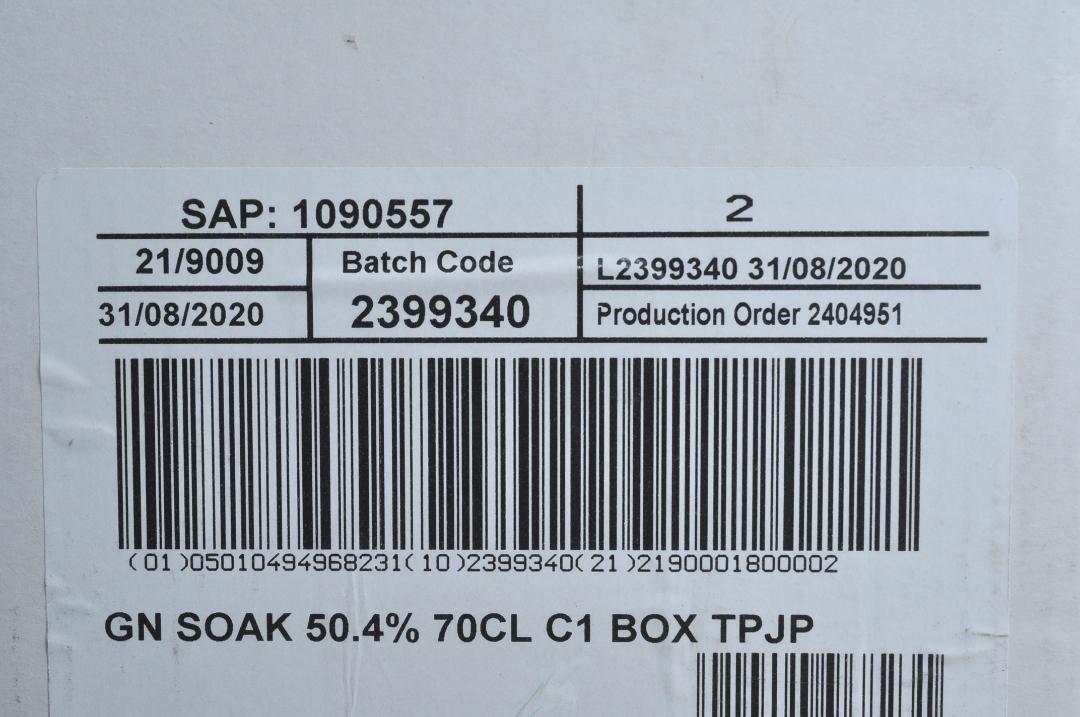 SAP: 1090557
2
21/9009
Batch Code
L2399340 31/08/2020
31/08/2020
2399340
Production Order 2404951
(01)05010494968231(10)2399340(21)2190001800002
GN SOAK 50.4% 70CL C1 BOX TPJP